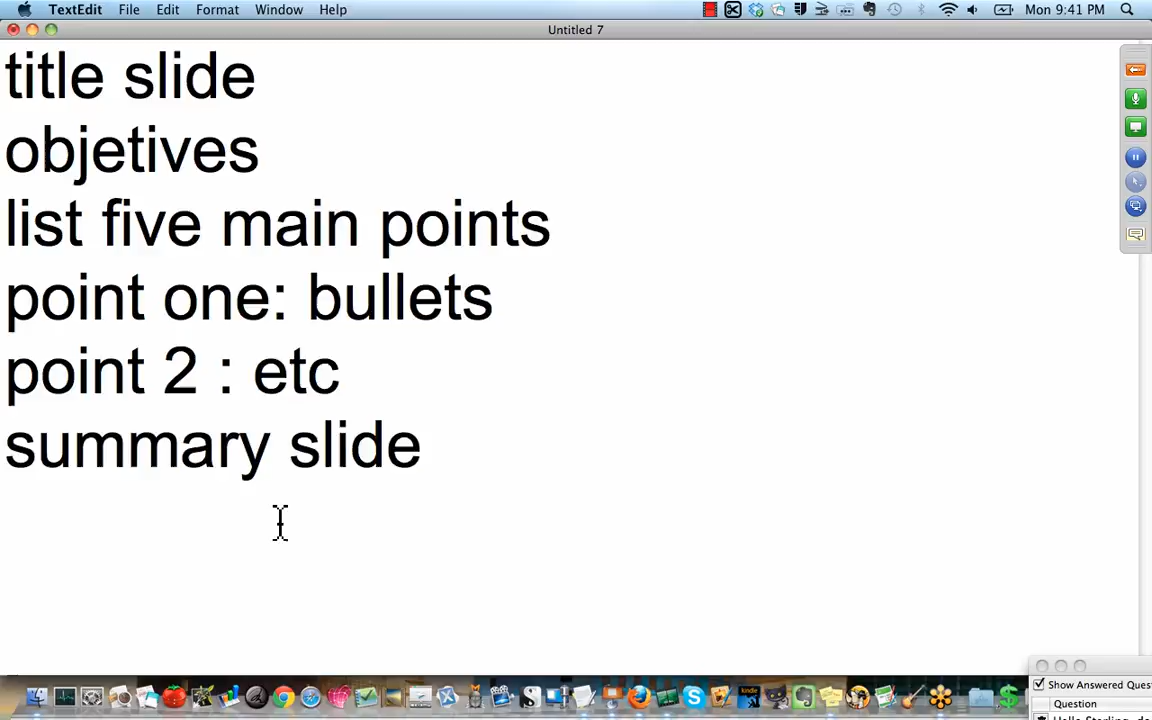 TextEdit File Edit Format Window Help Mon 9:41 PM
Untitled 7
title slide
objetives
list five main points
point one: bullets
point 2 : etc
summary slide
Show Answered Ques
Question